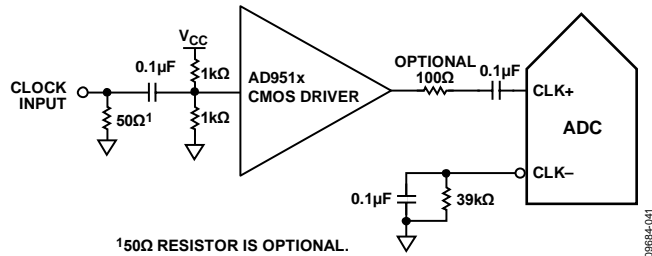 V_CC
0.1µF
1kΩ
CLOCK
INPUT
50Ω¹
1kΩ
AD951x
CMOS DRIVER
OPTIONAL
100Ω
0.1µF
CLK+
ADC
CLK–
0.1µF
39kΩ
¹50Ω RESISTOR IS OPTIONAL.
09684-041